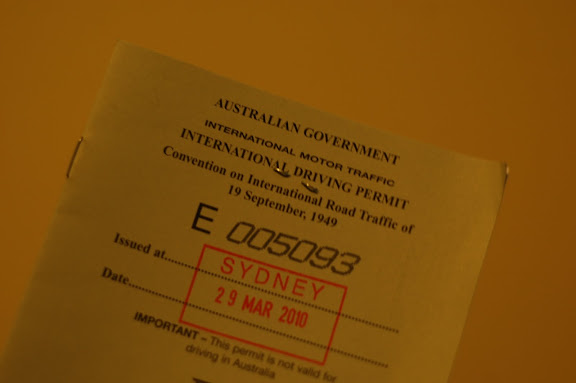 AUSTRALIAN GOVERNMENT
INTERNATIONAL MOTOR TRAFFIC
INTERNATIONAL DRIVING PERMIT
Convention on International Road Traffic of
19 September, 1949
E 005093
Issued at
SYDNEY
Date
29 MAR 2010
IMPORTANT – This permit is not valid for
driving in Australia